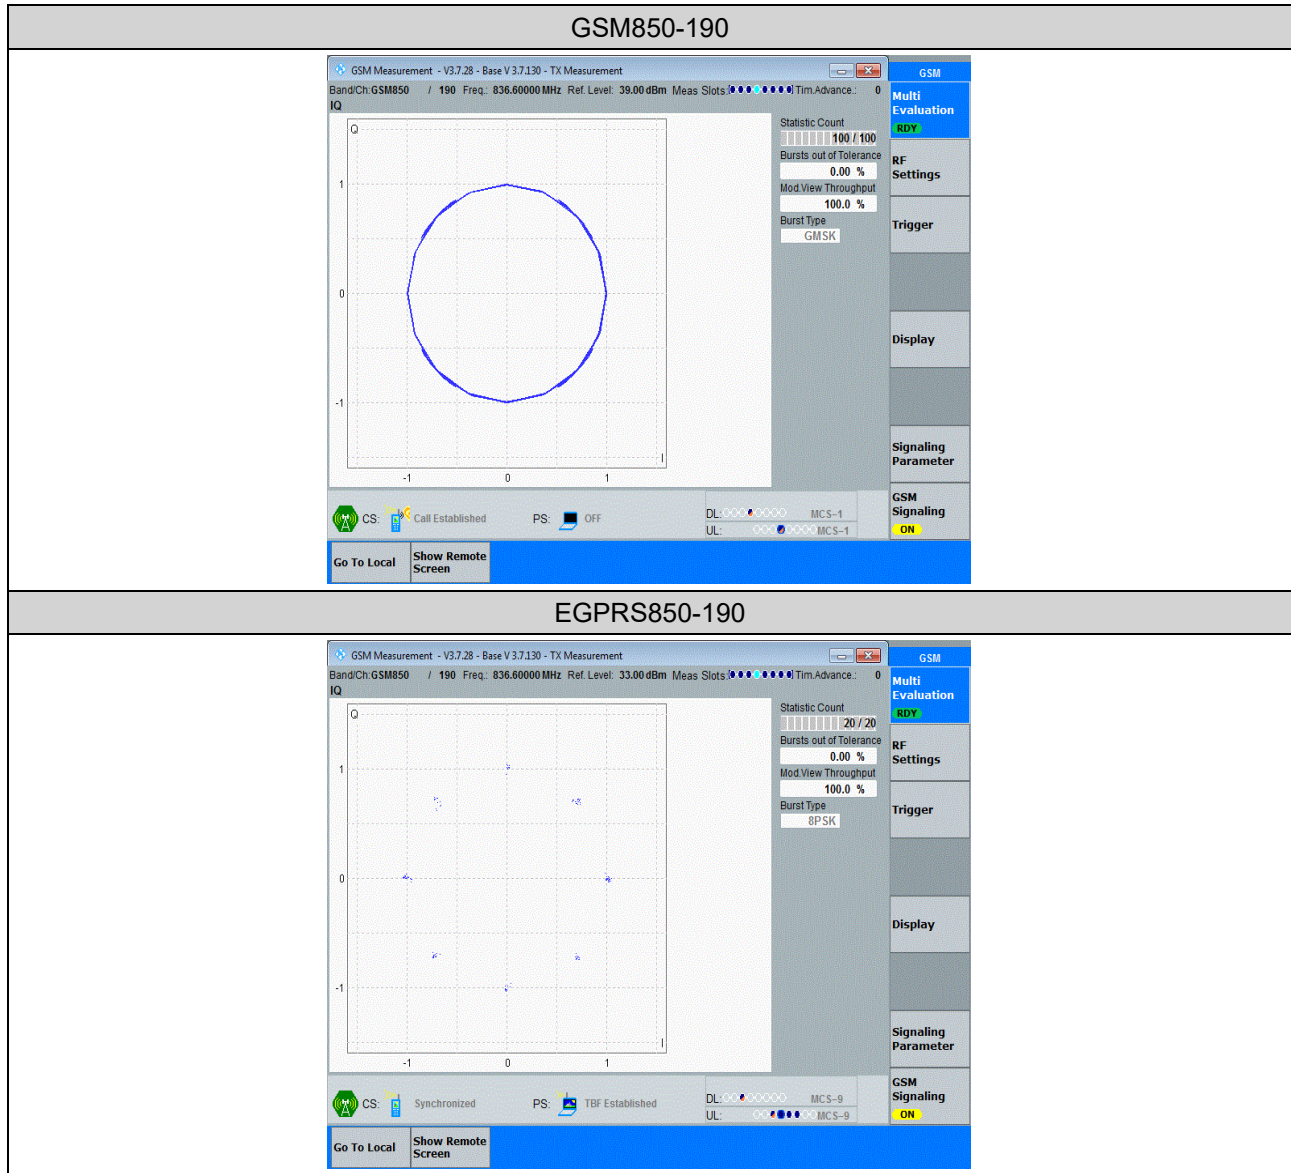 GSM850-190
GSM Measurement - V3.7.28 - Base V 3.7.130 - TX Measurement
GSM
Band/Ch: GSM850 / 190 Freq.: 836.60000 MHz Ref. Level: 39.00 dBm Meas Slots: Tim.Advance.: 0
IQ
Multi
Evaluation
RDY
Q
Statistic Count
100 / 100
Bursts out of Tolerance
0.00 %
Mod.View Throughput
100.0 %
Burst Type
GMSK
RF
Settings
Trigger
Display
Signaling
Parameter
GSM
Signaling
ON
1
0
-1
I
-1 0 1
CS: Call Established PS: OFF DL: MCS-1
UL: MCS-1
Go To Local Show Remote
Screen
EGPRS850-190
GSM Measurement - V3.7.28 - Base V 3.7.130 - TX Measurement
GSM
Band/Ch: GSM850 / 190 Freq.: 836.60000 MHz Ref. Level: 33.00 dBm Meas Slots: Tim.Advance.: 0
IQ
Multi
Evaluation
RDY
Q
Statistic Count
20 / 20
Bursts out of Tolerance
0.00 %
Mod.View Throughput
100.0 %
Burst Type
8PSK
RF
Settings
Trigger
Display
Signaling
Parameter
GSM
Signaling
ON
1
0
-1
I
-1 0 1
CS: Synchronized PS: TBF Established DL: MCS-9
UL: MCS-9
Go To Local Show Remote
Screen